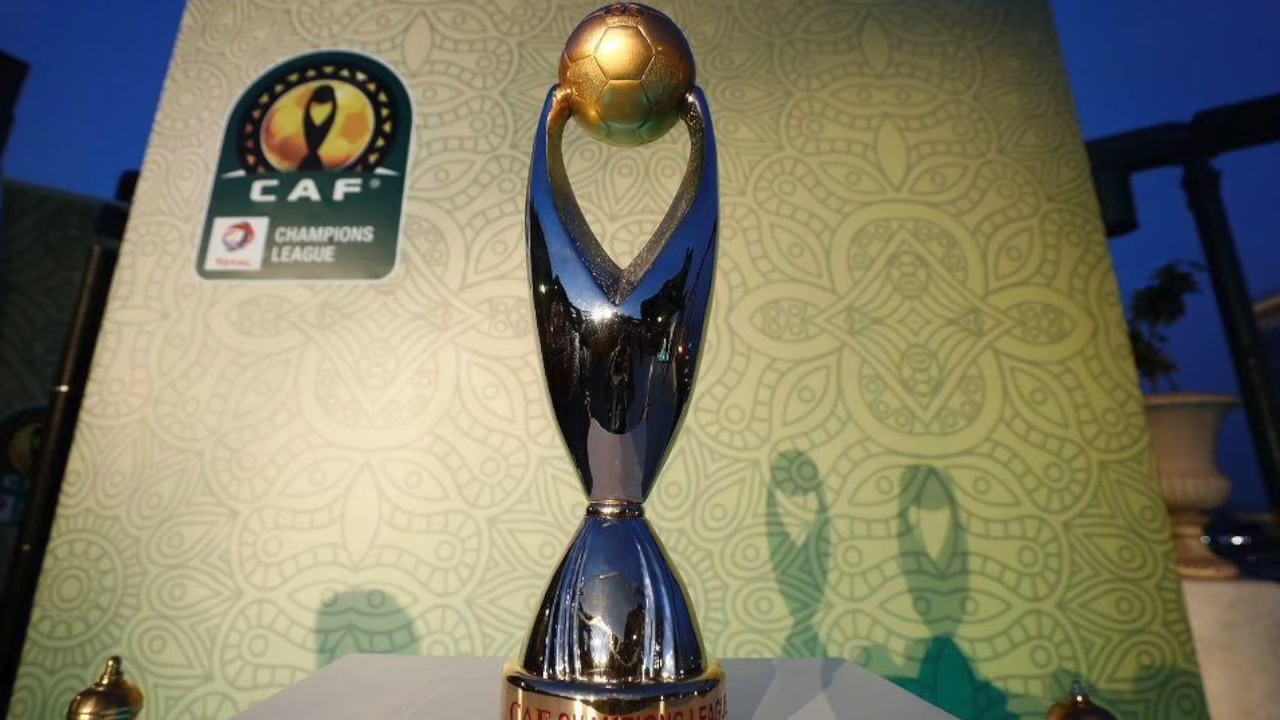 CAF®
TOTAL
CHAMPIONS
LEAGUE
CAF CHAMPIONS LEAGUE